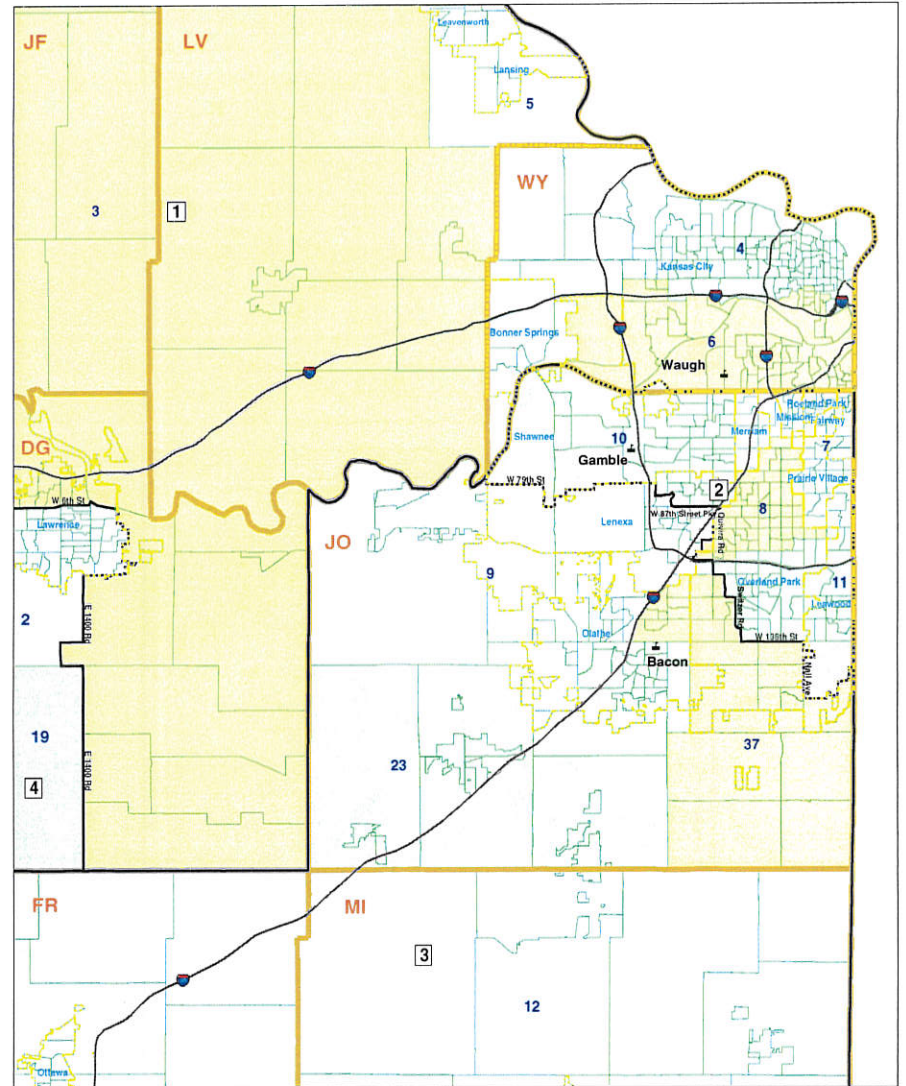 JF
LV
Leavenworth
Lansing
5
WY
3
1
4
Kansas City
Bonner Springs
6
Waugh
Roeland Park
Mission
Fairway
DG
Shawnee
10
Merriam
7
Gamble
W 79th St
Prairie Village
2
W 6th St
W 87th Street Pky
8
Lawrence
Lenexa
Quivira Rd
JO
9
Overland Park
11
Switzer Rd
Leawood
2
E 1400 Rd
Olathe
W 135th St
Bacon
Nall Ave
19
37
23
4
E 1400 Rd
FR
MI
3
12
Ottawa